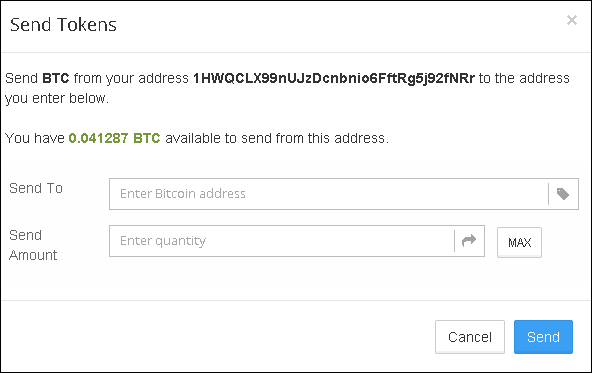 Send Tokens ×
Send BTC from your address 1HWQCLX99nUJzDcnbnio6FftRg5j92fNRr to the address
you enter below.
You have 0.041287 BTC available to send from this address.
Send To
Enter Bitcoin address
Send
Amount
Enter quantity
MAX
Cancel
Send